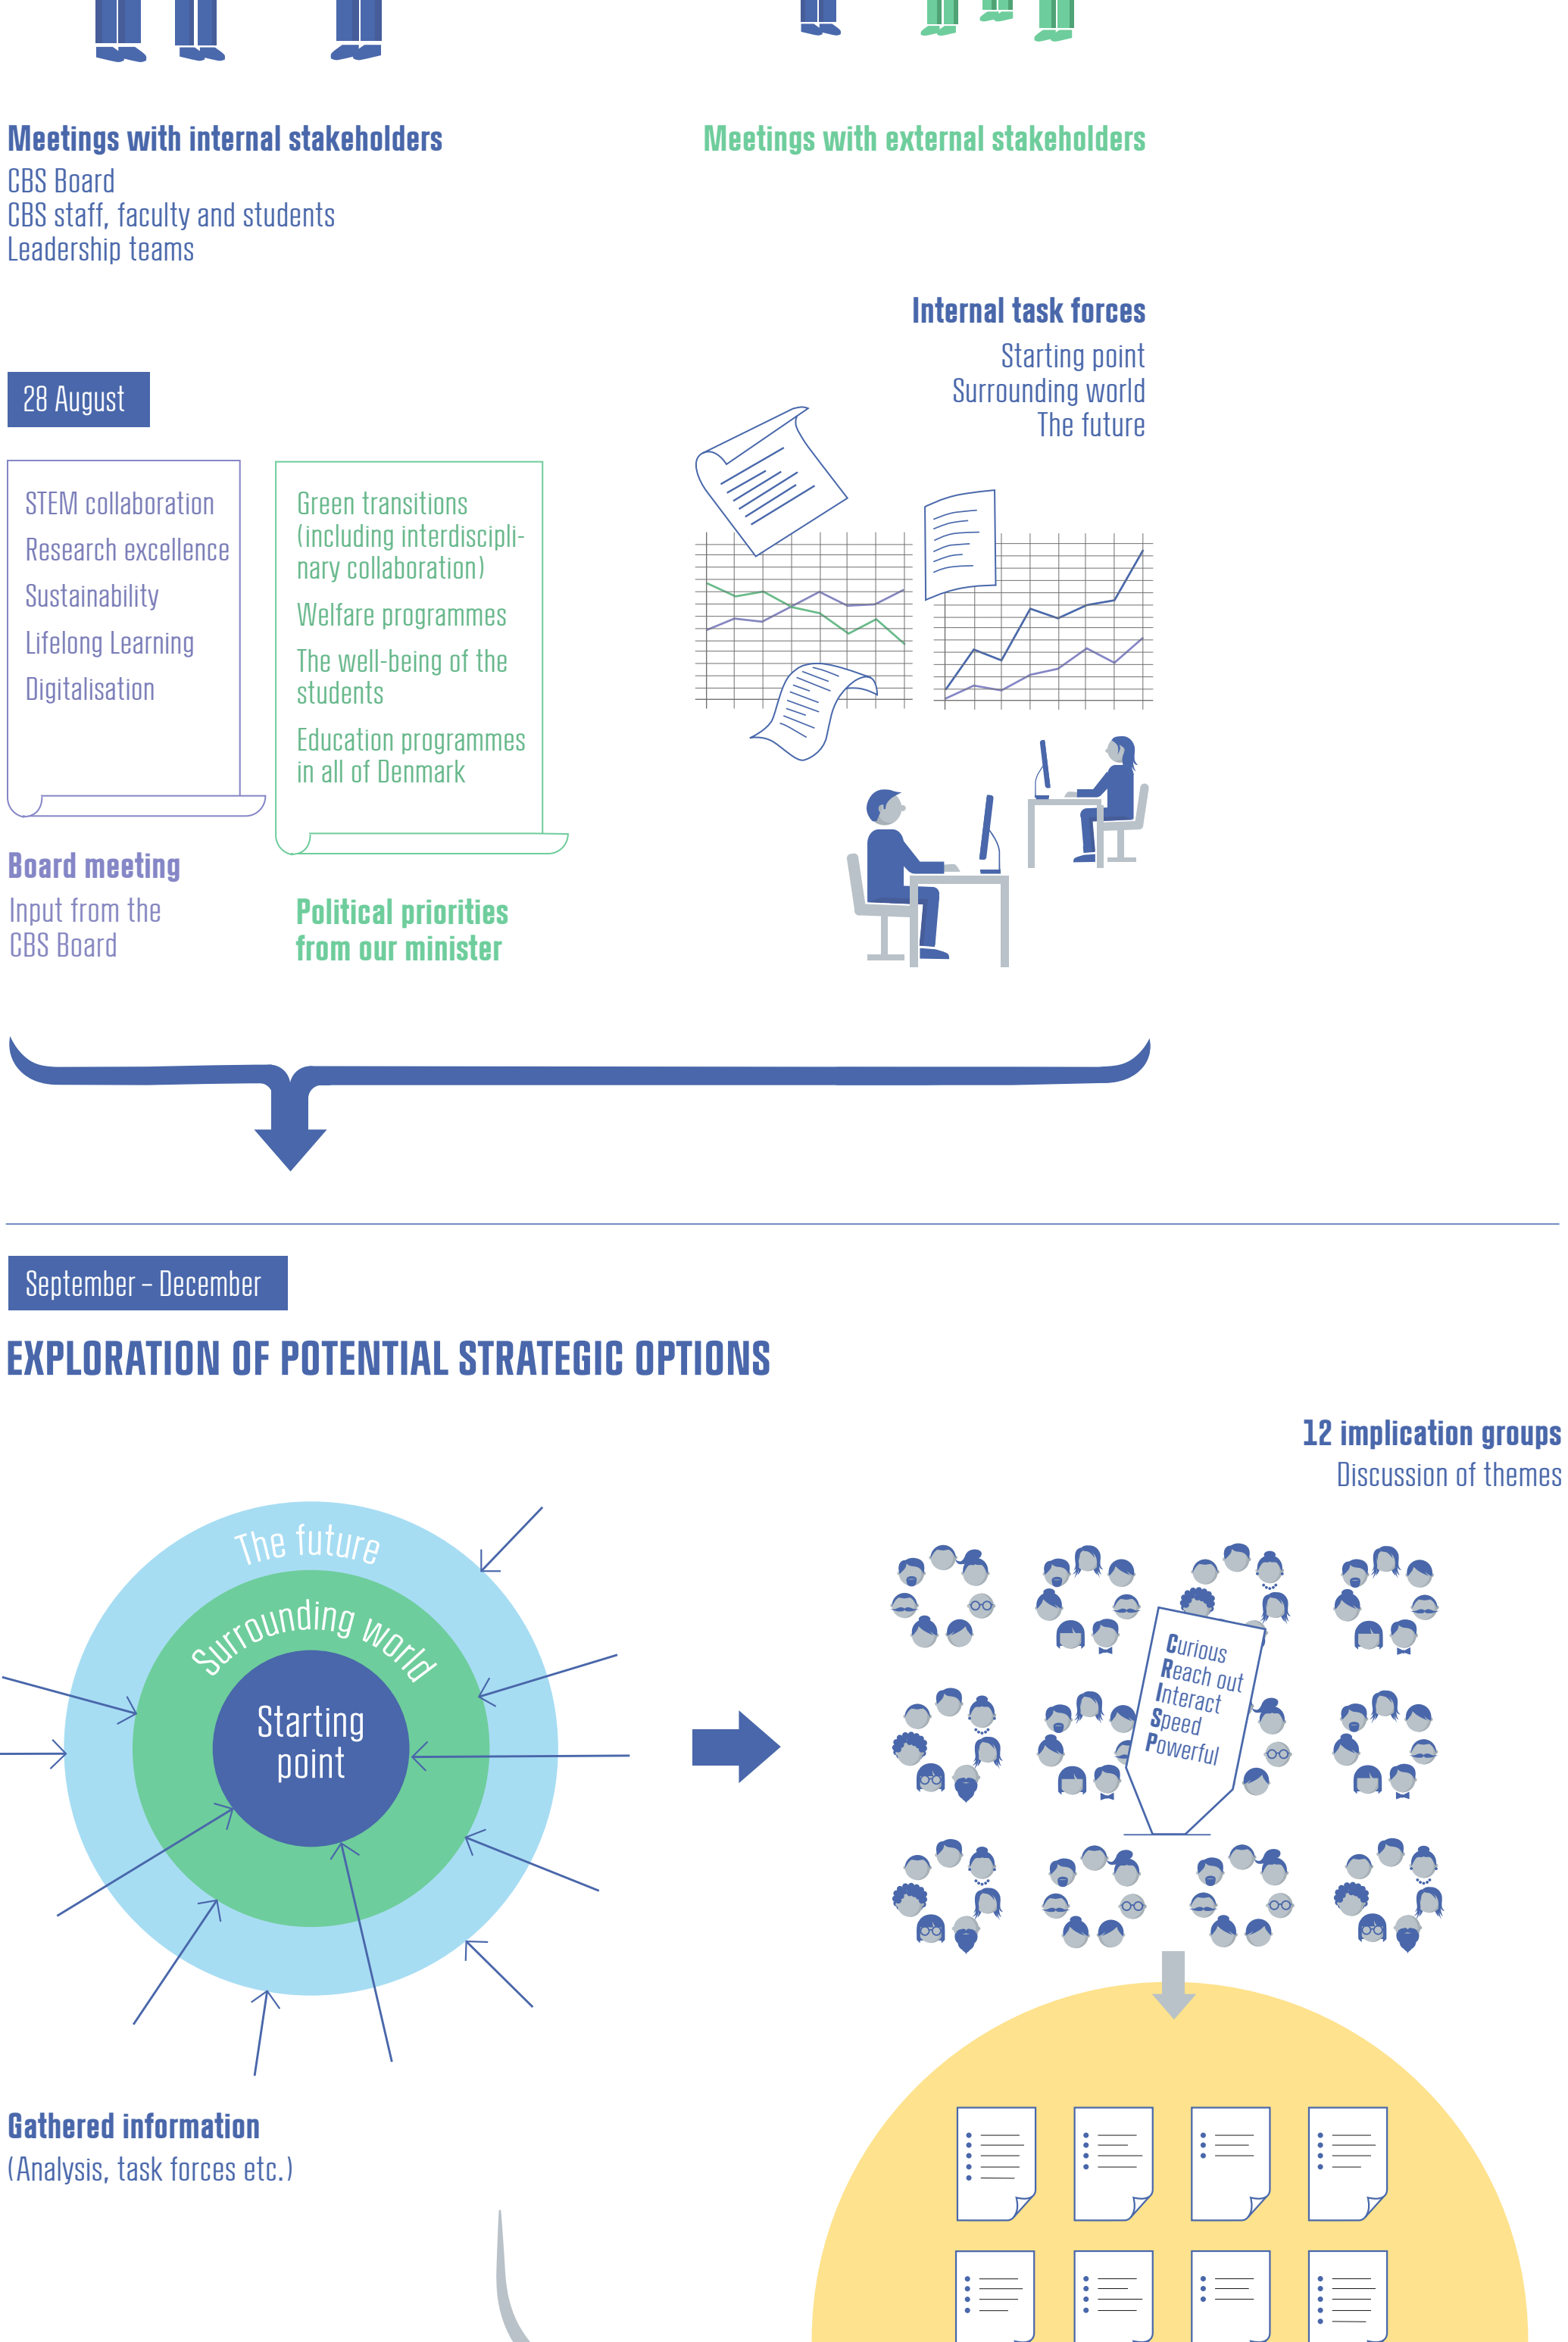 Meetings with internal stakeholders
CBS Board
CBS staff, faculty and students
Leadership teams
Meetings with external stakeholders
Internal task forces
Starting point
Surrounding world
The future
28 August
STEM collaboration
Research excellence
Sustainability
Lifelong Learning
Digitalisation
Board meeting
Input from the
CBS Board
Green transitions
(including interdiscipli-
nary collaboration)
Welfare programmes
The well-being of the
students
Education programmes
in all of Denmark
Political priorities
from our minister
September – December
EXPLORATION OF POTENTIAL STRATEGIC OPTIONS
The future
Surrounding world
Starting
point
Gathered information
(Analysis, task forces etc.)
12 implication groups
Discussion of themes
Curious
Reach out
Interact
Speed
Powerful